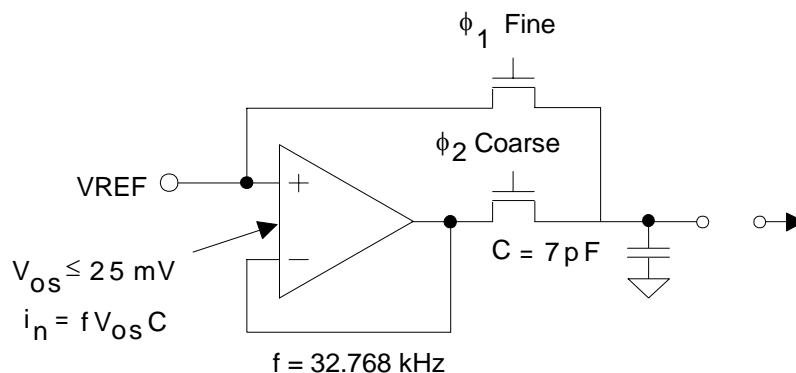 ϕ1 Fine
ϕ2 Coarse
VREF
+
−
Vos ≤ 25 mV
in = f Vos C
C = 7 pF
f = 32.768 kHz